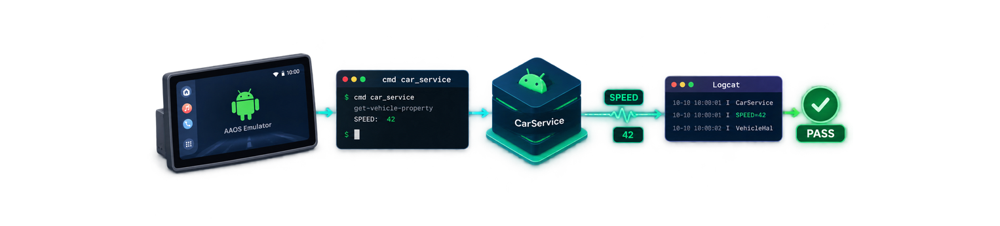 10:00
AAOS Emulator
cmd car_service
$ cmd car_service
get-vehicle-property
SPEED: 42
$
CarService
SPEED
42
Logcat
10-10 10:00:01 I CarService
10-10 10:00:01 I SPEED=42
10-10 10:00:02 I VehicleHal
PASS